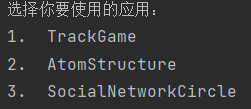 选择你要使用的应用：
1.  TrackGame
2.  AtomStructure
3.  SocialNetworkCircle